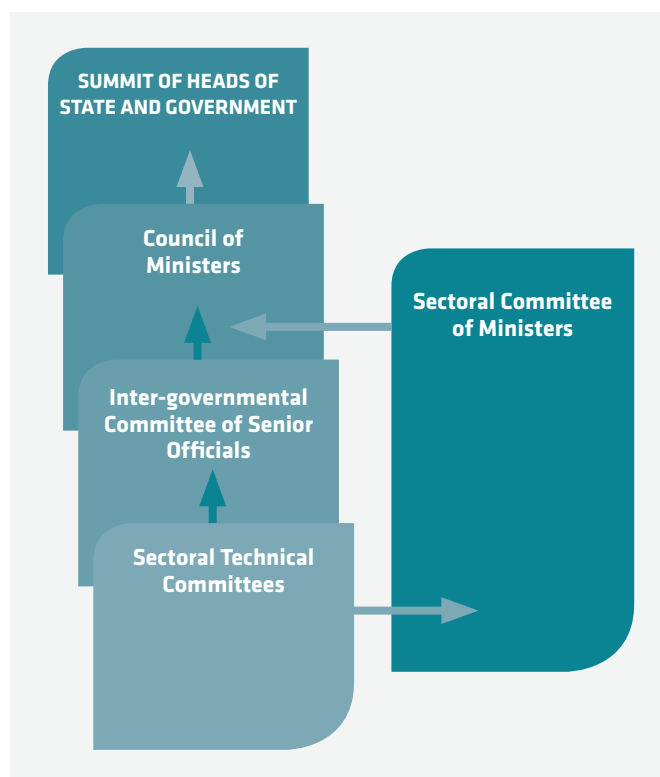 SUMMIT OF HEADS OF
STATE AND GOVERNMENT
Council of
Ministers
Sectoral Committee
of Ministers
Inter-governmental
Committee of Senior
Officials
Sectoral Technical
Committees